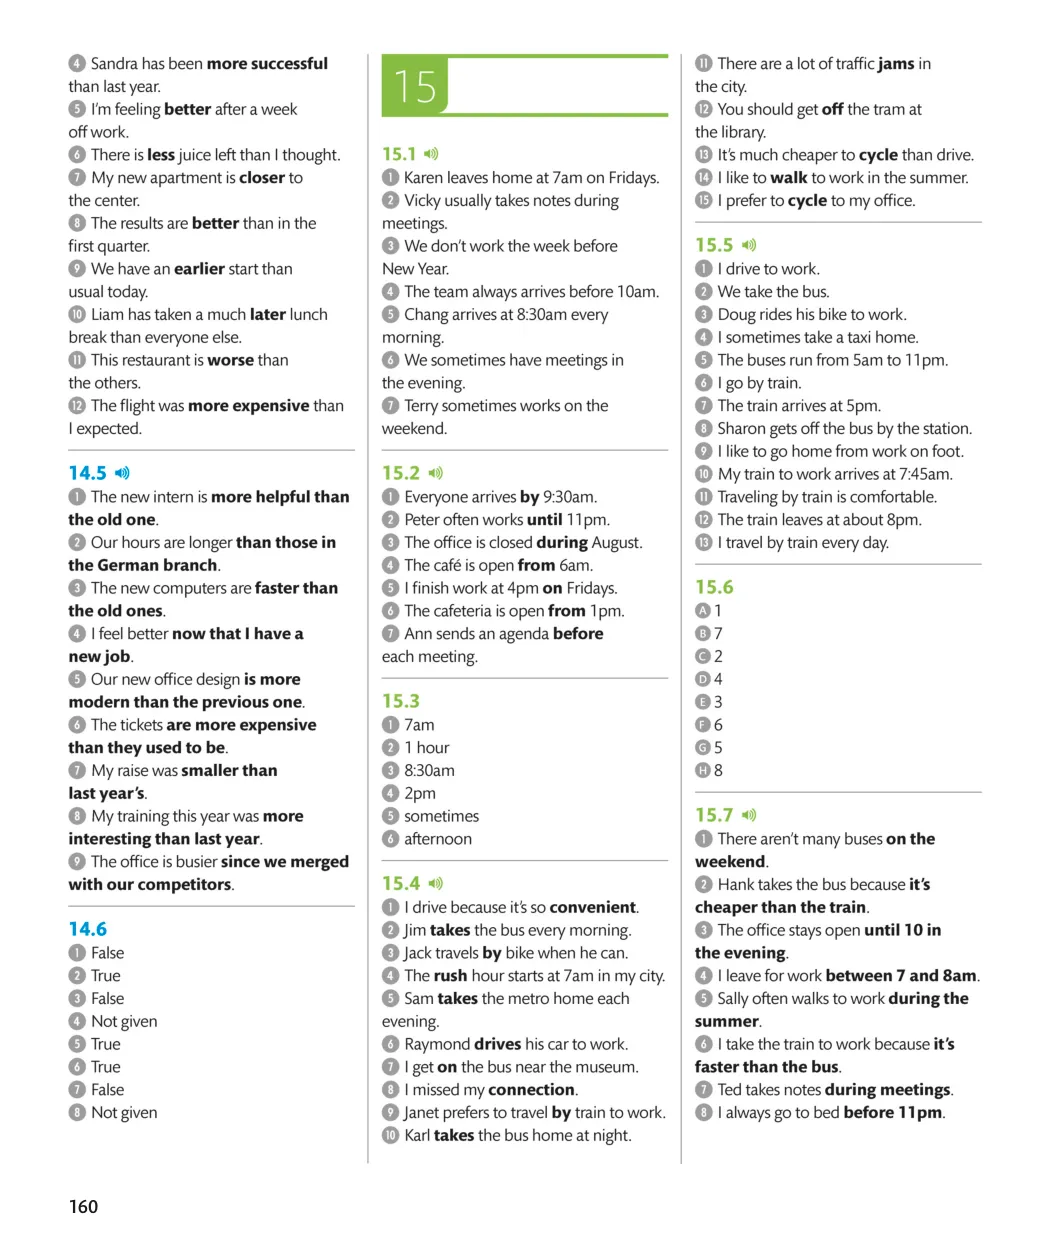 4 Sandra has been more successful
than last year.
5 I'm feeling better after a week
off work.
6 There is less juice left than I thought.
7 My new apartment is closer to
the center.
8 The results are better than in the
first quarter.
9 We have an earlier start than
usual today.
10 Liam has taken a much later lunch
break than everyone else.
11 This restaurant is worse than
the others.
12 The flight was more expensive than
I expected.
14.5
1 The new intern is more helpful than
the old one.
2 Our hours are longer than those in
the German branch.
3 The new computers are faster than
the old ones.
4 I feel better now that I have a
new job.
5 Our new office design is more
modern than the previous one.
6 The tickets are more expensive
than they used to be.
7 My raise was smaller than
last year's.
8 My training this year was more
interesting than last year.
9 The office is busier since we merged
with our competitors.
14.6
1 False
2 True
3 False
4 Not given
5 True
6 True
7 False
8 Not given
15
15.1
1 Karen leaves home at 7am on Fridays.
2 Vicky usually takes notes during
meetings.
3 We don't work the week before
New Year.
4 The team always arrives before 10am.
5 Chang arrives at 8:30am every
morning.
6 We sometimes have meetings in
the evening.
7 Terry sometimes works on the
weekend.
15.2
1 Everyone arrives by 9:30am.
2 Peter often works until 11pm.
3 The office is closed during August.
4 The café is open from 6am.
5 I finish work at 4pm on Fridays.
6 The cafeteria is open from 1pm.
7 Ann sends an agenda before
each meeting.
15.3
1 7am
2 1 hour
3 8:30am
4 2pm
5 sometimes
6 afternoon
15.4
1 I drive because it's so convenient.
2 Jim takes the bus every morning.
3 Jack travels by bike when he can.
4 The rush hour starts at 7am in my city.
5 Sam takes the metro home each
evening.
6 Raymond drives his car to work.
7 I get on the bus near the museum.
8 I missed my connection.
9 Janet prefers to travel by train to work.
10 Karl takes the bus home at night.
11 There are a lot of traffic jams in
the city.
12 You should get off the tram at
the library.
13 It's much cheaper to cycle than drive.
14 I like to walk to work in the summer.
15 I prefer to cycle to my office.
15.5
1 I drive to work.
2 We take the bus.
3 Doug rides his bike to work.
4 I sometimes take a taxi home.
5 The buses run from 5am to 11pm.
6 I go by train.
7 The train arrives at 5pm.
8 Sharon gets off the bus by the station.
9 I like to go home from work on foot.
10 My train to work arrives at 7:45am.
11 Traveling by train is comfortable.
12 The train leaves at about 8pm.
13 I travel by train every day.
15.6
A 1
B 7
C 2
D 4
E 3
F 6
G 5
H 8
15.7
1 There aren't many buses on the
weekend.
2 Hank takes the bus because it's
cheaper than the train.
3 The office stays open until 10 in
the evening.
4 I leave for work between 7 and 8am.
5 Sally often walks to work during the
summer.
6 I take the train to work because it's
faster than the bus.
7 Ted takes notes during meetings.
8 I always go to bed before 11pm.
160